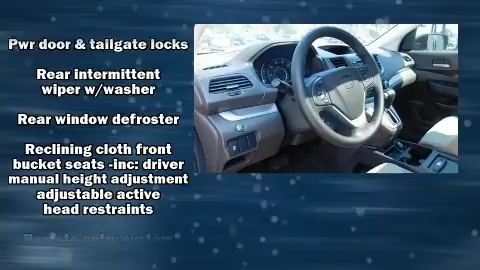 Pwr door & tailgate locks
Rear intermittent
wiper w/washer
Rear window defroster
Reclining cloth front
bucket seats -inc: driver
manual height adjustment
adjustable active
head restraints